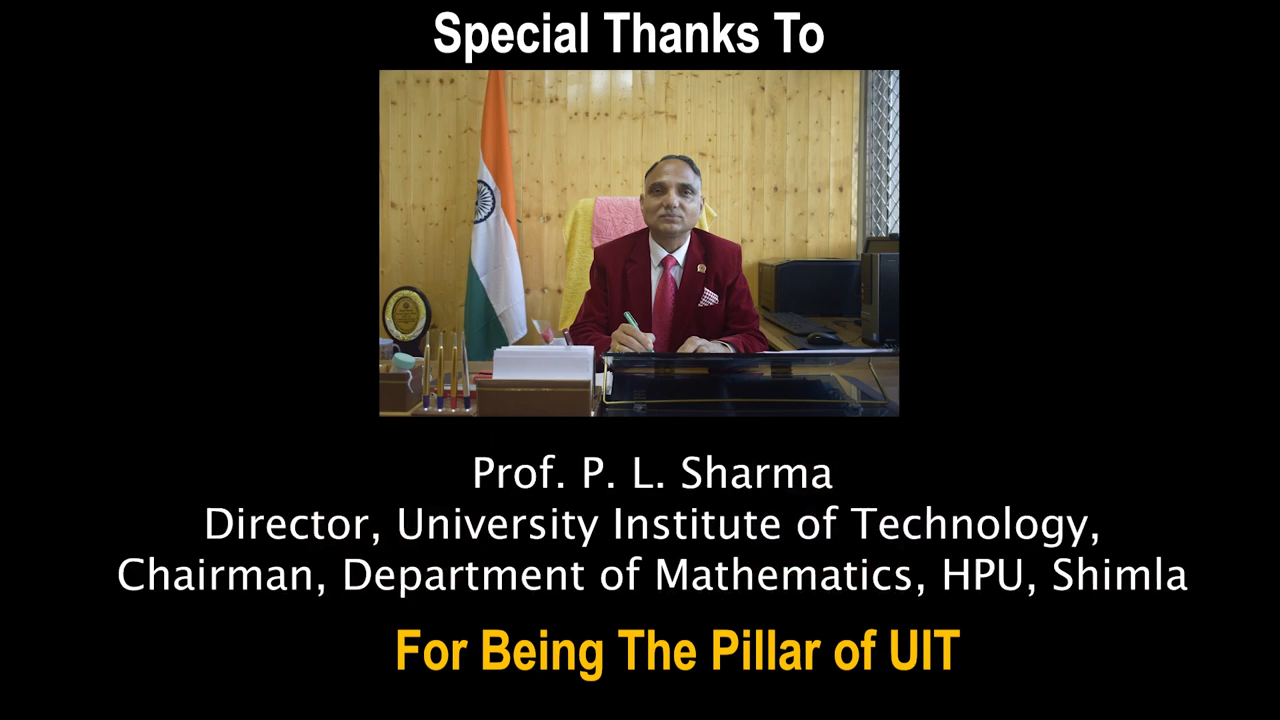 Special Thanks To
Prof. P. L. Sharma
Director, University Institute of Technology,
Chairman, Department of Mathematics, HPU, Shimla
For Being The Pillar of UIT